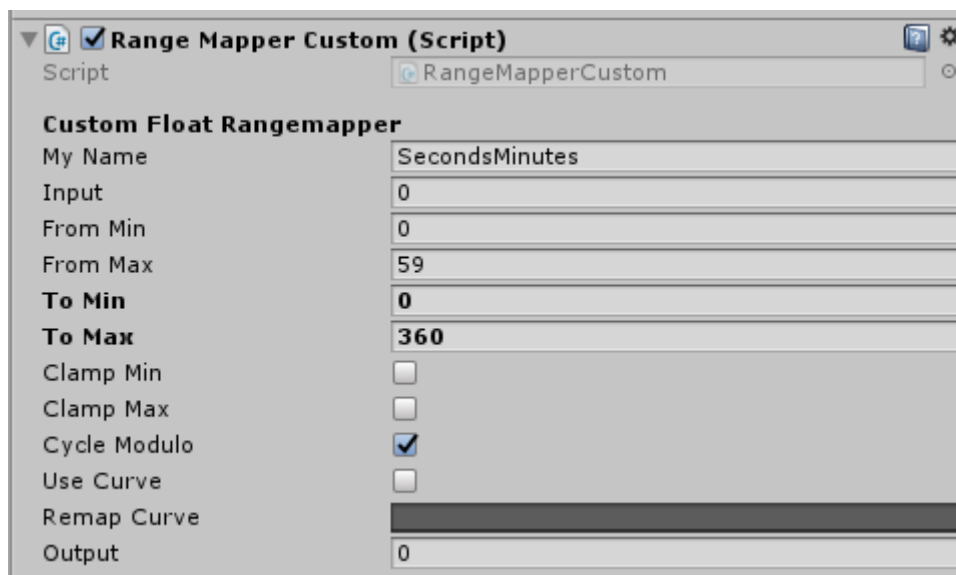 Range Mapper Custom (Script)
Script RangeMapperCustom
Custom Float Rangemapper
My Name SecondsMinutes
Input 0
From Min 0
From Max 59
To Min 0
To Max 360
Clamp Min
Clamp Max
Cycle Modulo
Use Curve
Remap Curve
Output 0